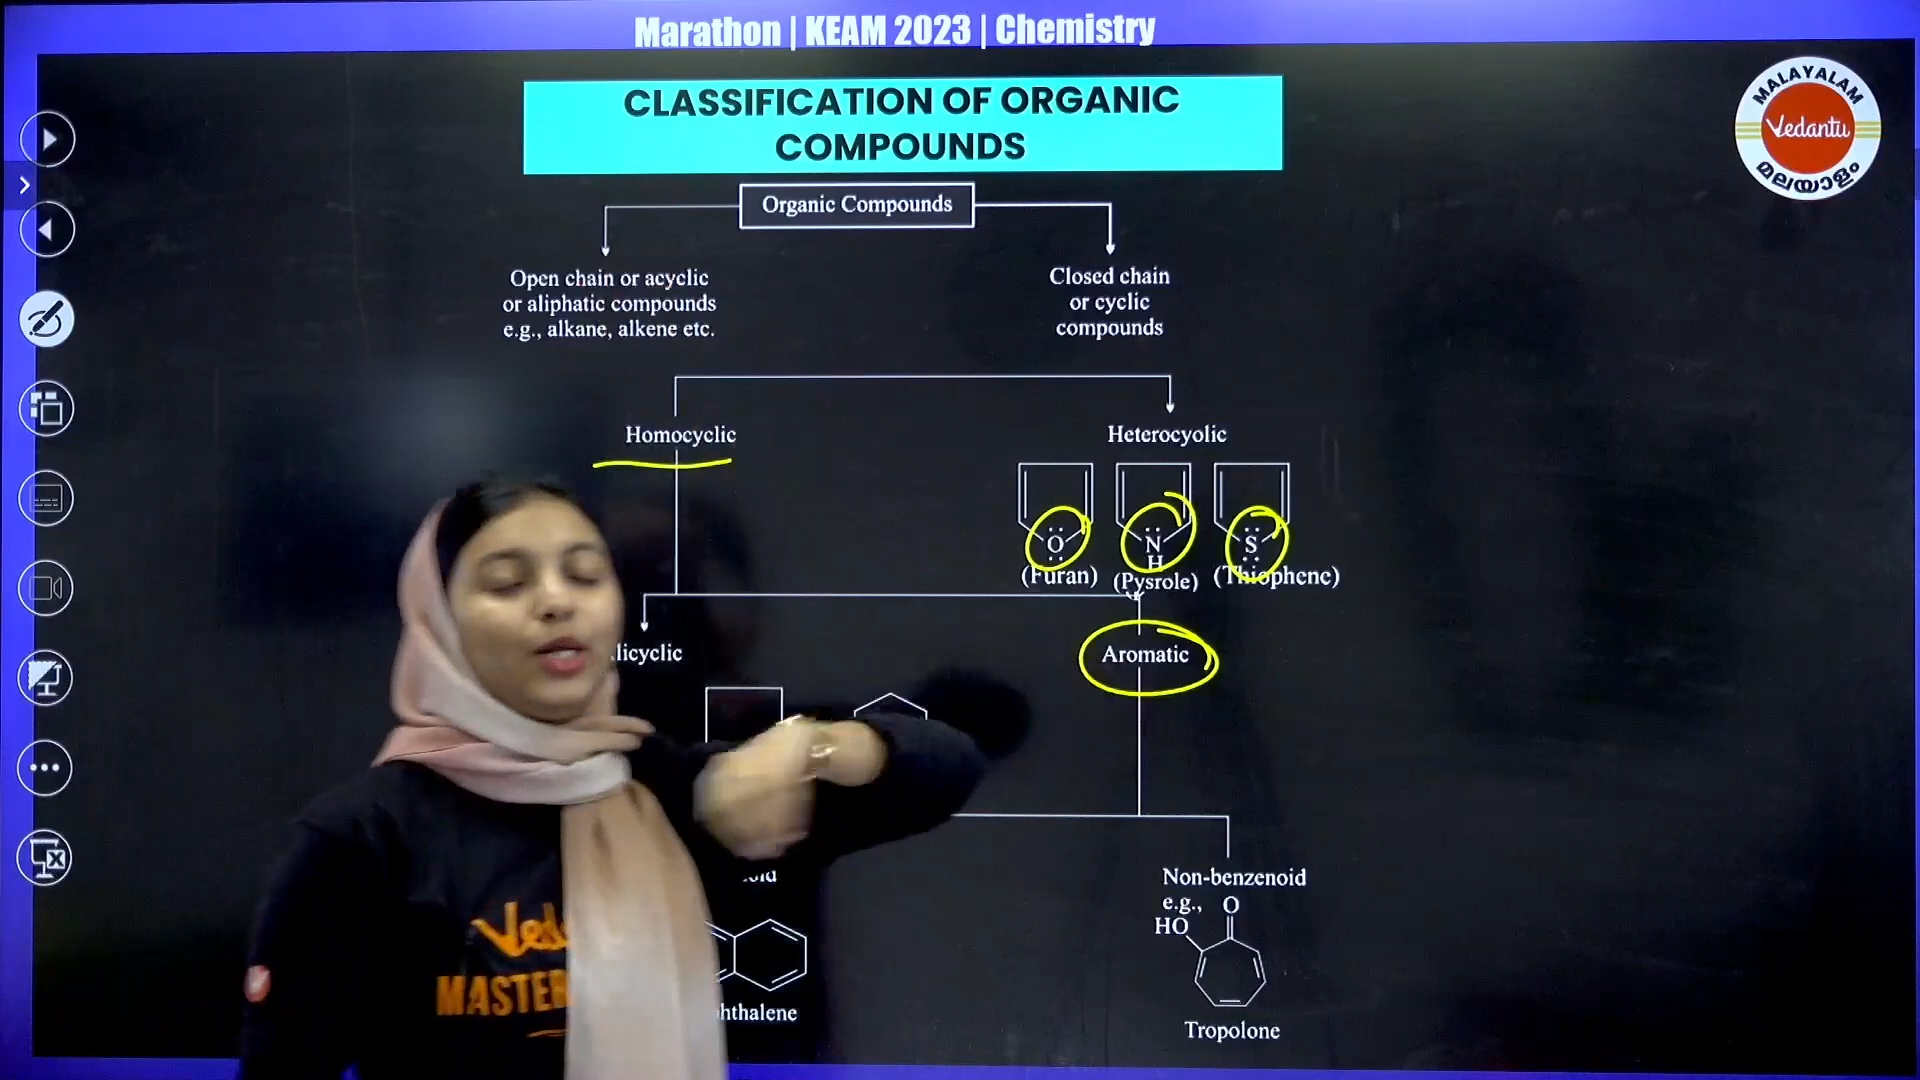 Marathon | KEAM 2023 | Chemistry
MALAYALAM
Vedantu
മലയാളം
CLASSIFICATION OF ORGANIC
COMPOUNDS
Organic Compounds
Open chain or acyclic
or aliphatic compounds
e.g., alkane, alkene etc.
Closed chain
or cyclic
compounds
Homocyclic
Heterocyolic
O
N
H
S
(Furan)
(Pysrole)
(Thiophene)
licyclic
Aromatic
Non-benzenoid
e.g.,
O
HO
hthalene
Tropolone
MASTER